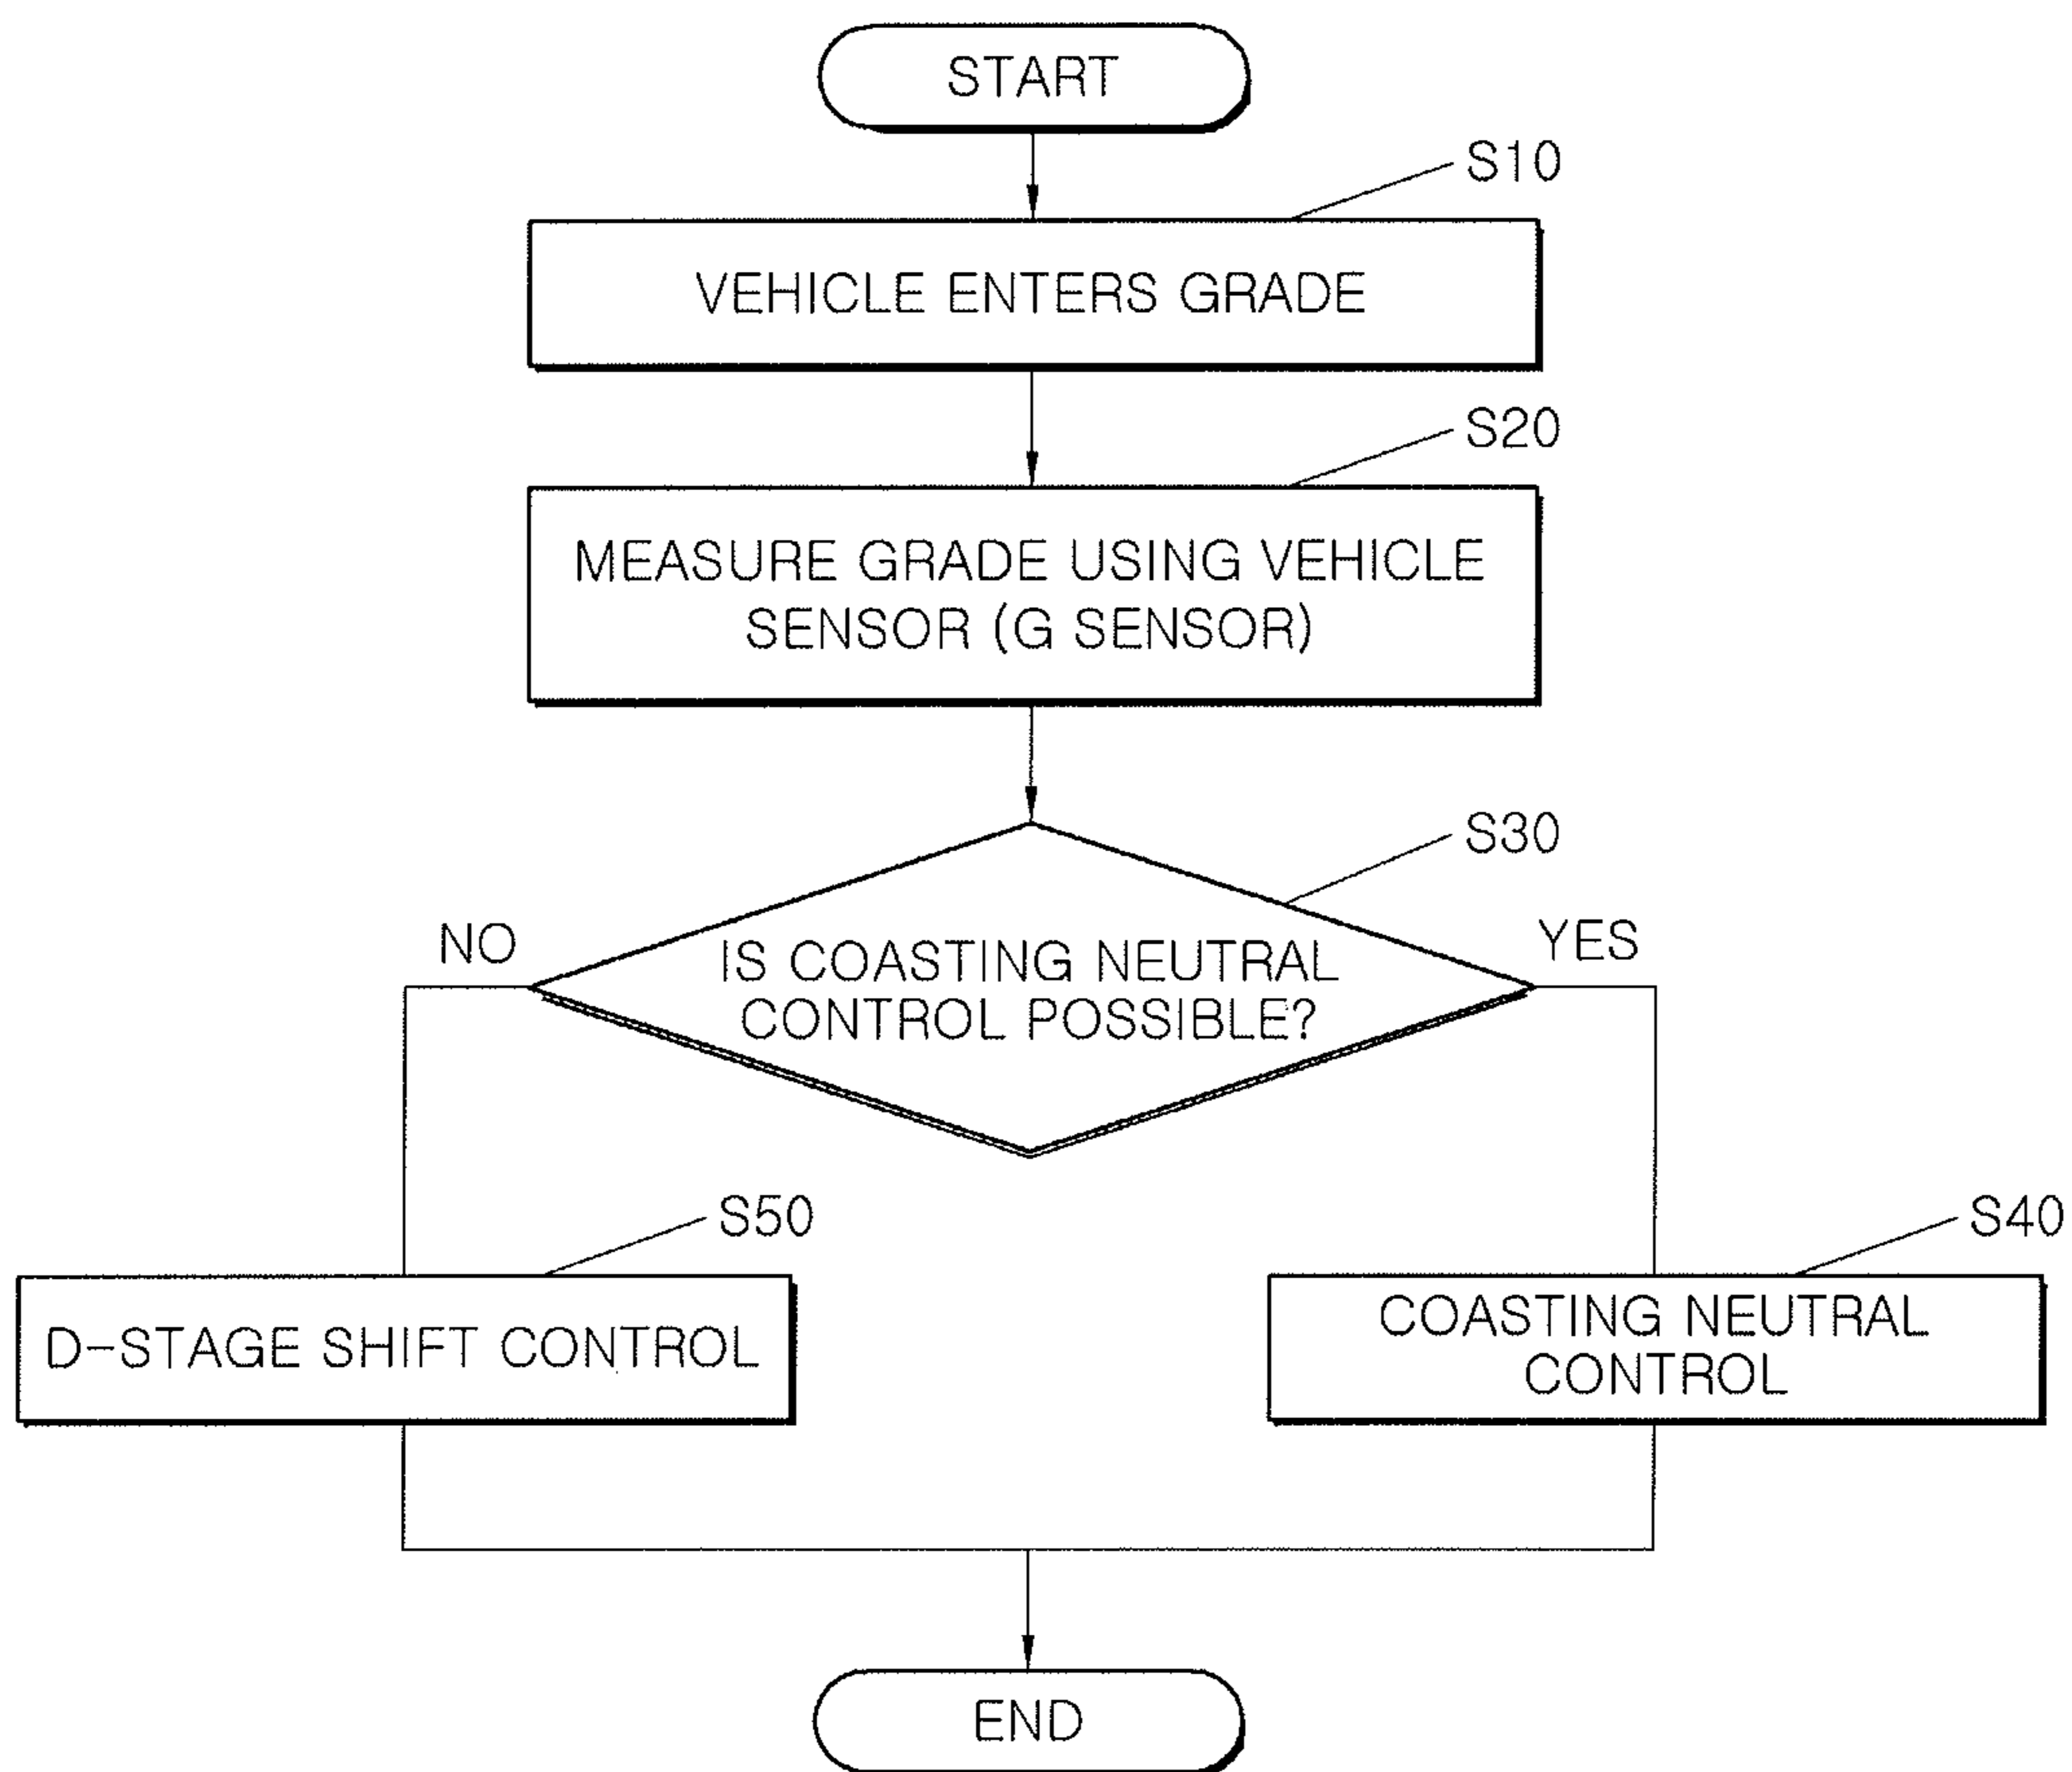 START
S10
VEHICLE ENTERS GRADE
S20
MEASURE GRADE USING VEHICLE
SENSOR (G SENSOR)
S30
NO
YES
IS COASTING NEUTRAL
CONTROL POSSIBLE?
S50
S40
D-STAGE SHIFT CONTROL
COASTING NEUTRAL
CONTROL
END